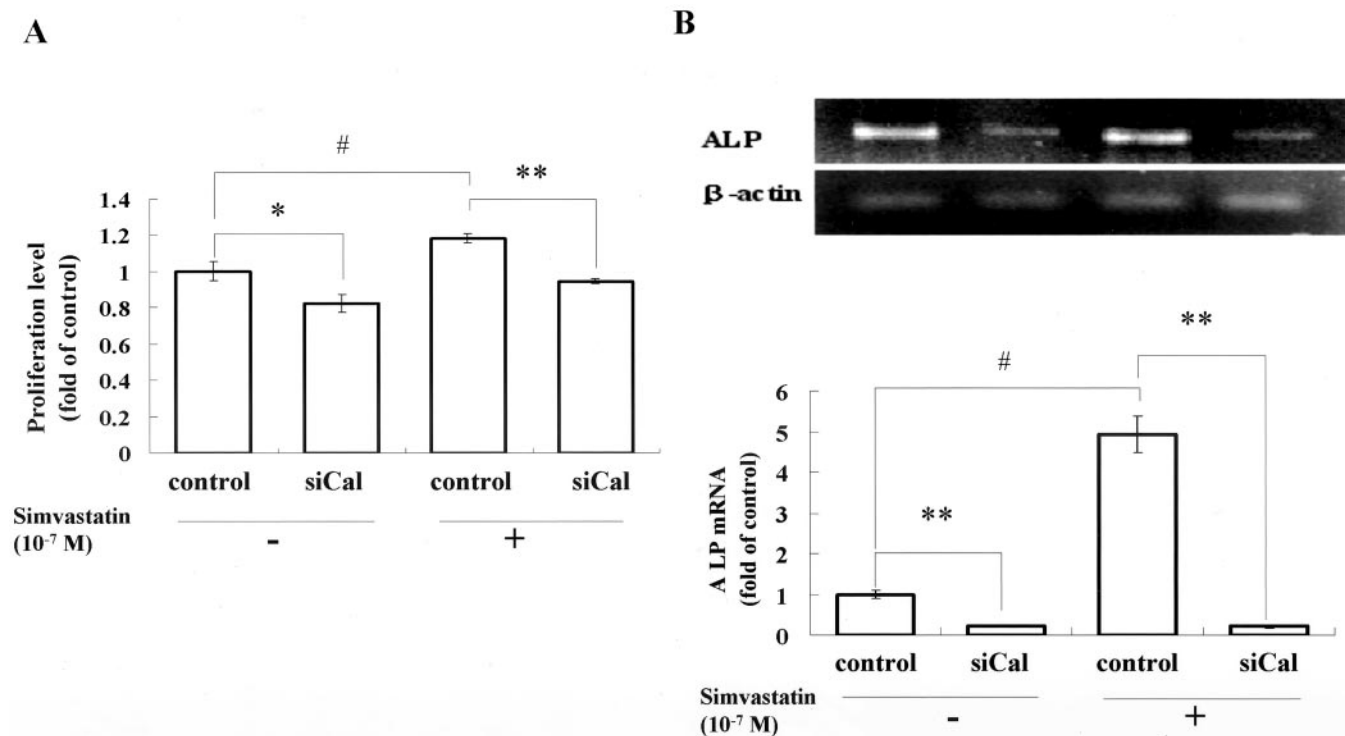 A
#
**
*
1.4
1.2
1
0.8
0.6
0.4
0.2
0
Proliferation level
(fold of control)
control siCal control siCal
Simvastatin
(10-7 M)
- +
B
ALP
β-actin
**
#
**
6
5
4
3
2
1
0
A LP mRNA
(fold of control)
control siCal control siCal
Simvastatin
(10-7 M)
- +